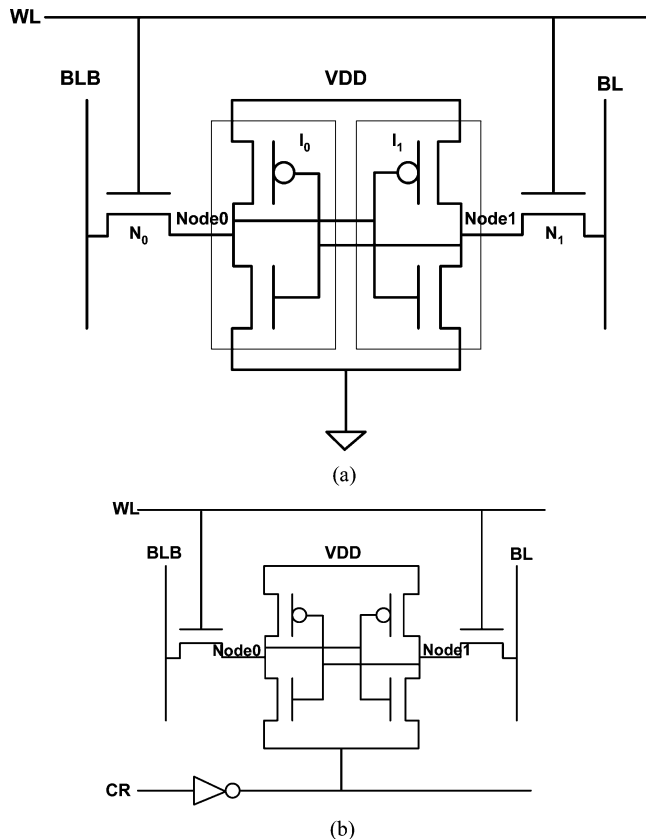 WL
BLB
VDD
BL
I0
I1
Node0
Node1
N0
N1
(a)
WL
BLB
VDD
BL
Node0
Node1
CR
(b)